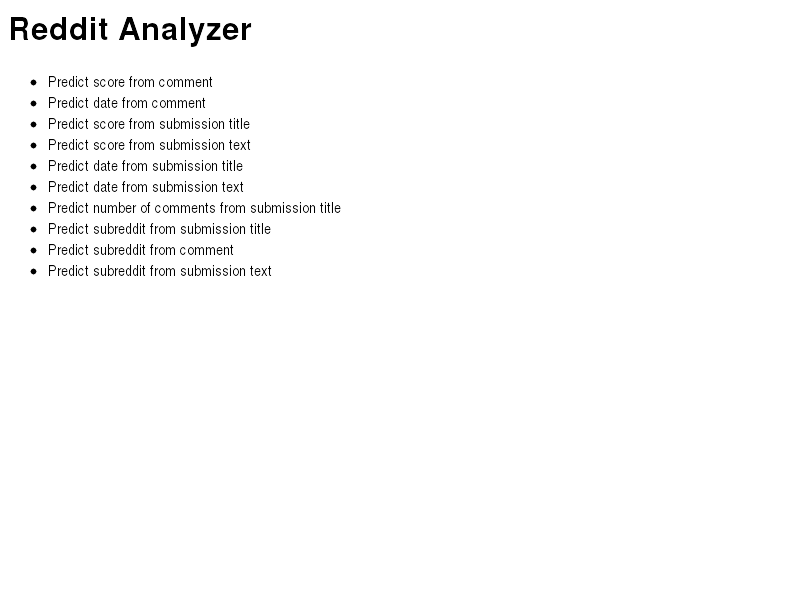 Reddit Analyzer
Predict score from comment
Predict date from comment
Predict score from submission title
Predict score from submission text
Predict date from submission title
Predict date from submission text
Predict number of comments from submission title
Predict subreddit from submission title
Predict subreddit from comment
Predict subreddit from submission text